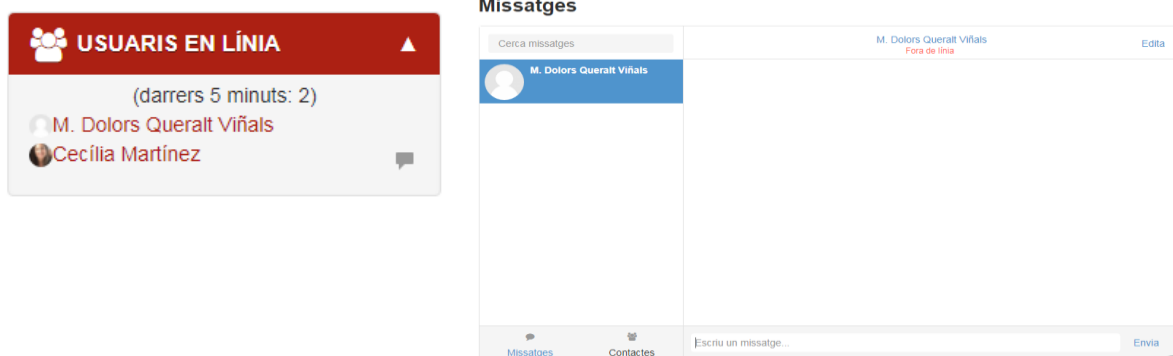 USUARIS EN LÍNIA
(darrers 5 minuts: 2)
M. Dolors Queralt Viñals
Cecília Martínez
Missatges
Cerca missatges
M. Dolors Queralt Viñals
Fora de línia
Edita
M. Dolors Queralt Viñals
Missatges
Contactes
Escriu un missatge...
Envia